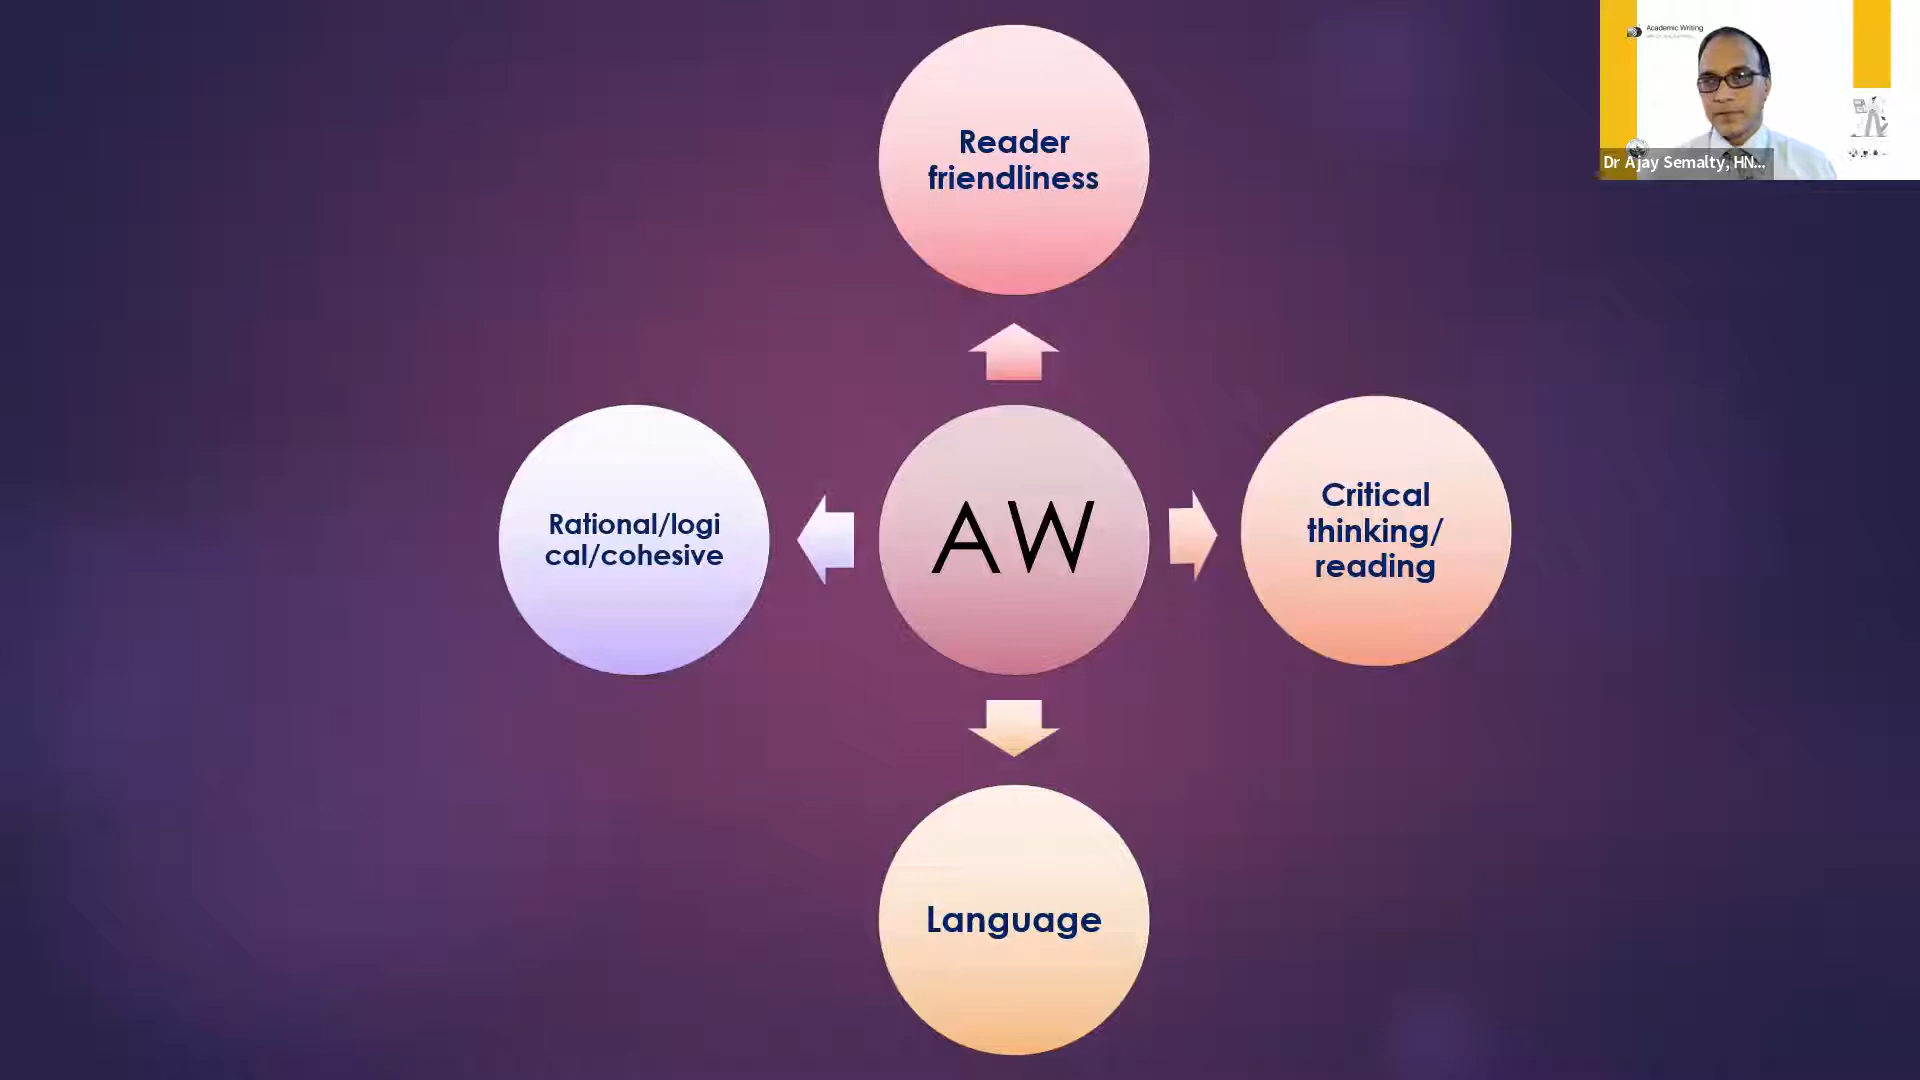 Reader
friendliness
Academic Writing
Dr Ajay Semalty, HN...
Rational/logi
cal/cohesive
AW
Critical
thinking/
reading
Language